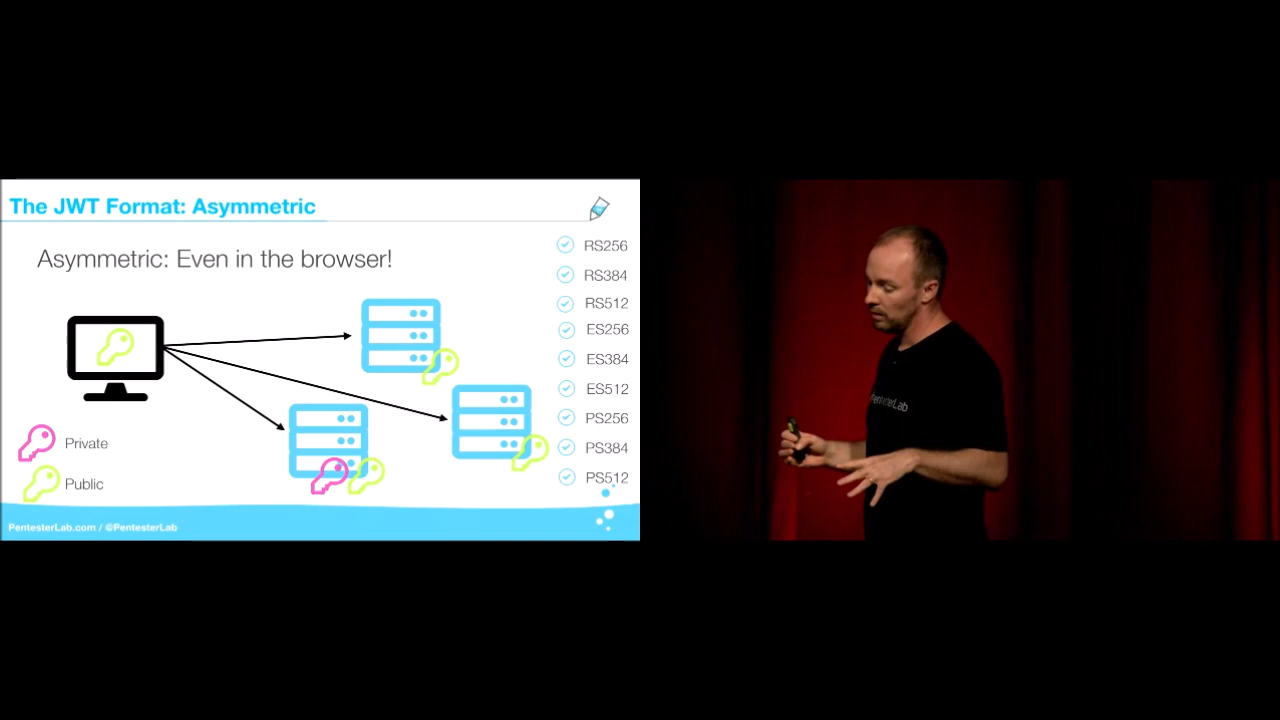 The JWT Format: Asymmetric
Asymmetric: Even in the browser!
RS256
RS384
RS512
ES256
ES384
ES512
PS256
PS384
PS512
Private
Public
PentesterLab.com / @PentesterLab
PentesterLab